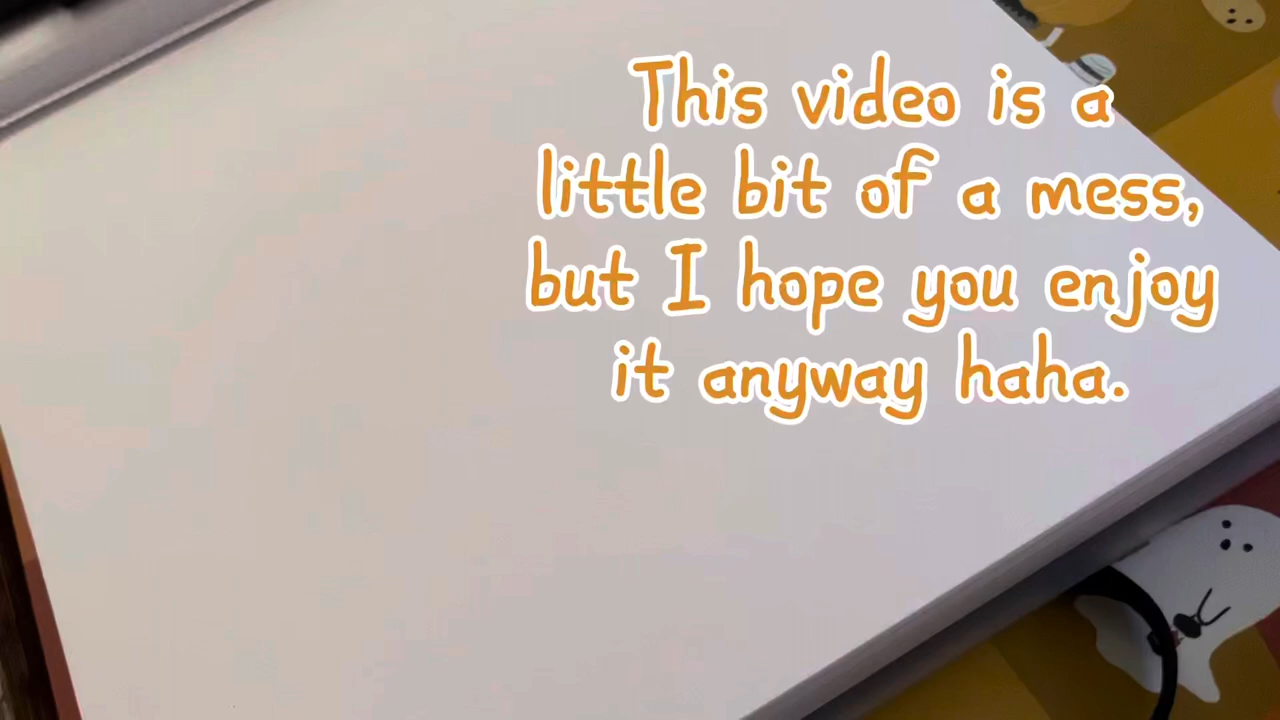 This video is a
little bit of a mess,
but I hope you enjoy
it anyway haha.